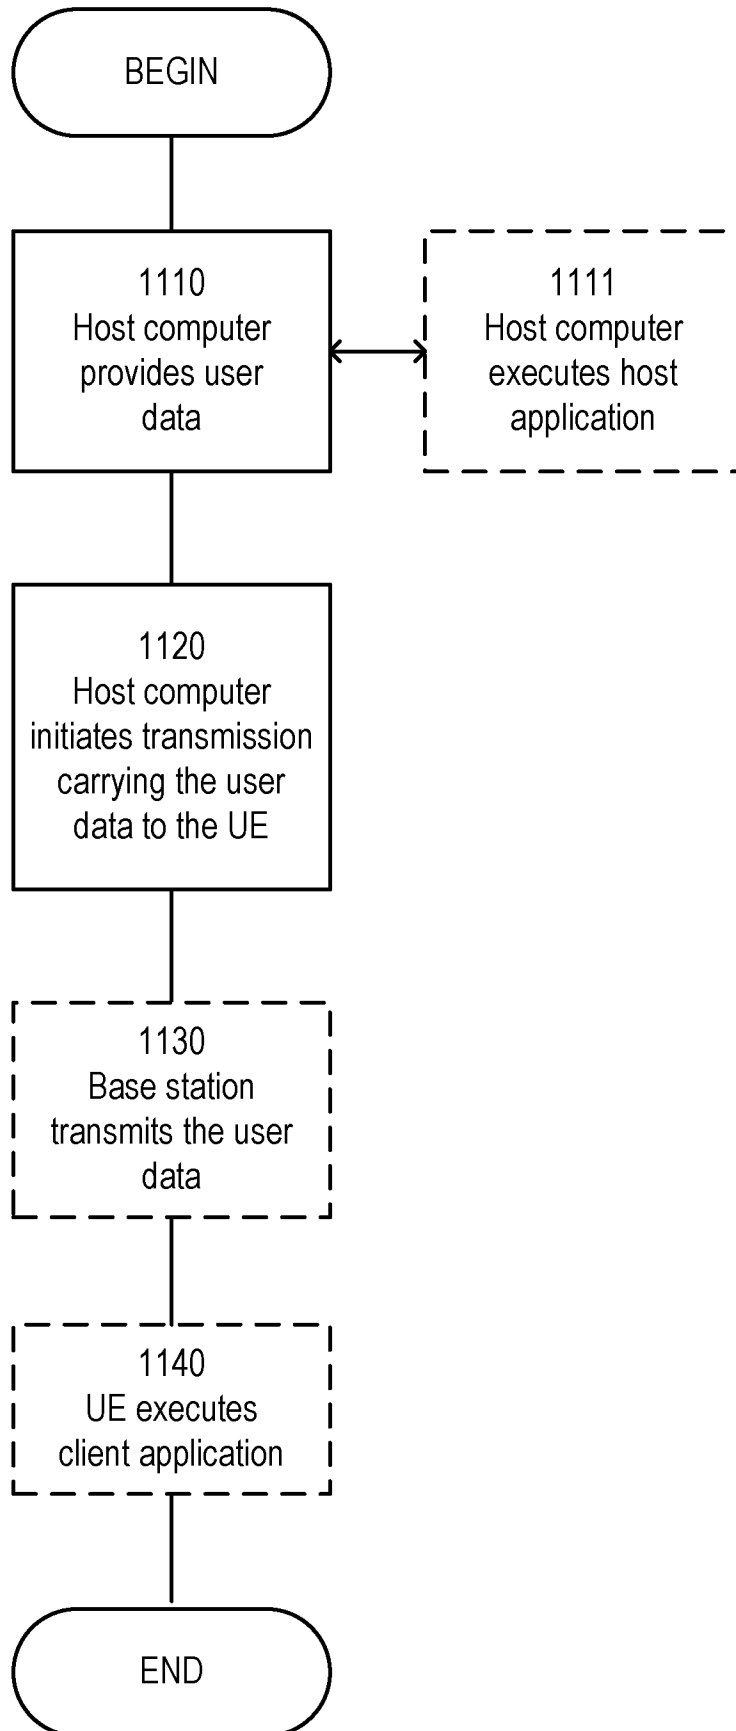 BEGIN
1110
Host computer
provides user
data
1111
Host computer
executes host
application
1120
Host computer
initiates transmission
carrying the user
data to the UE
1130
Base station
transmits the user
data
1140
UE executes
client application
END